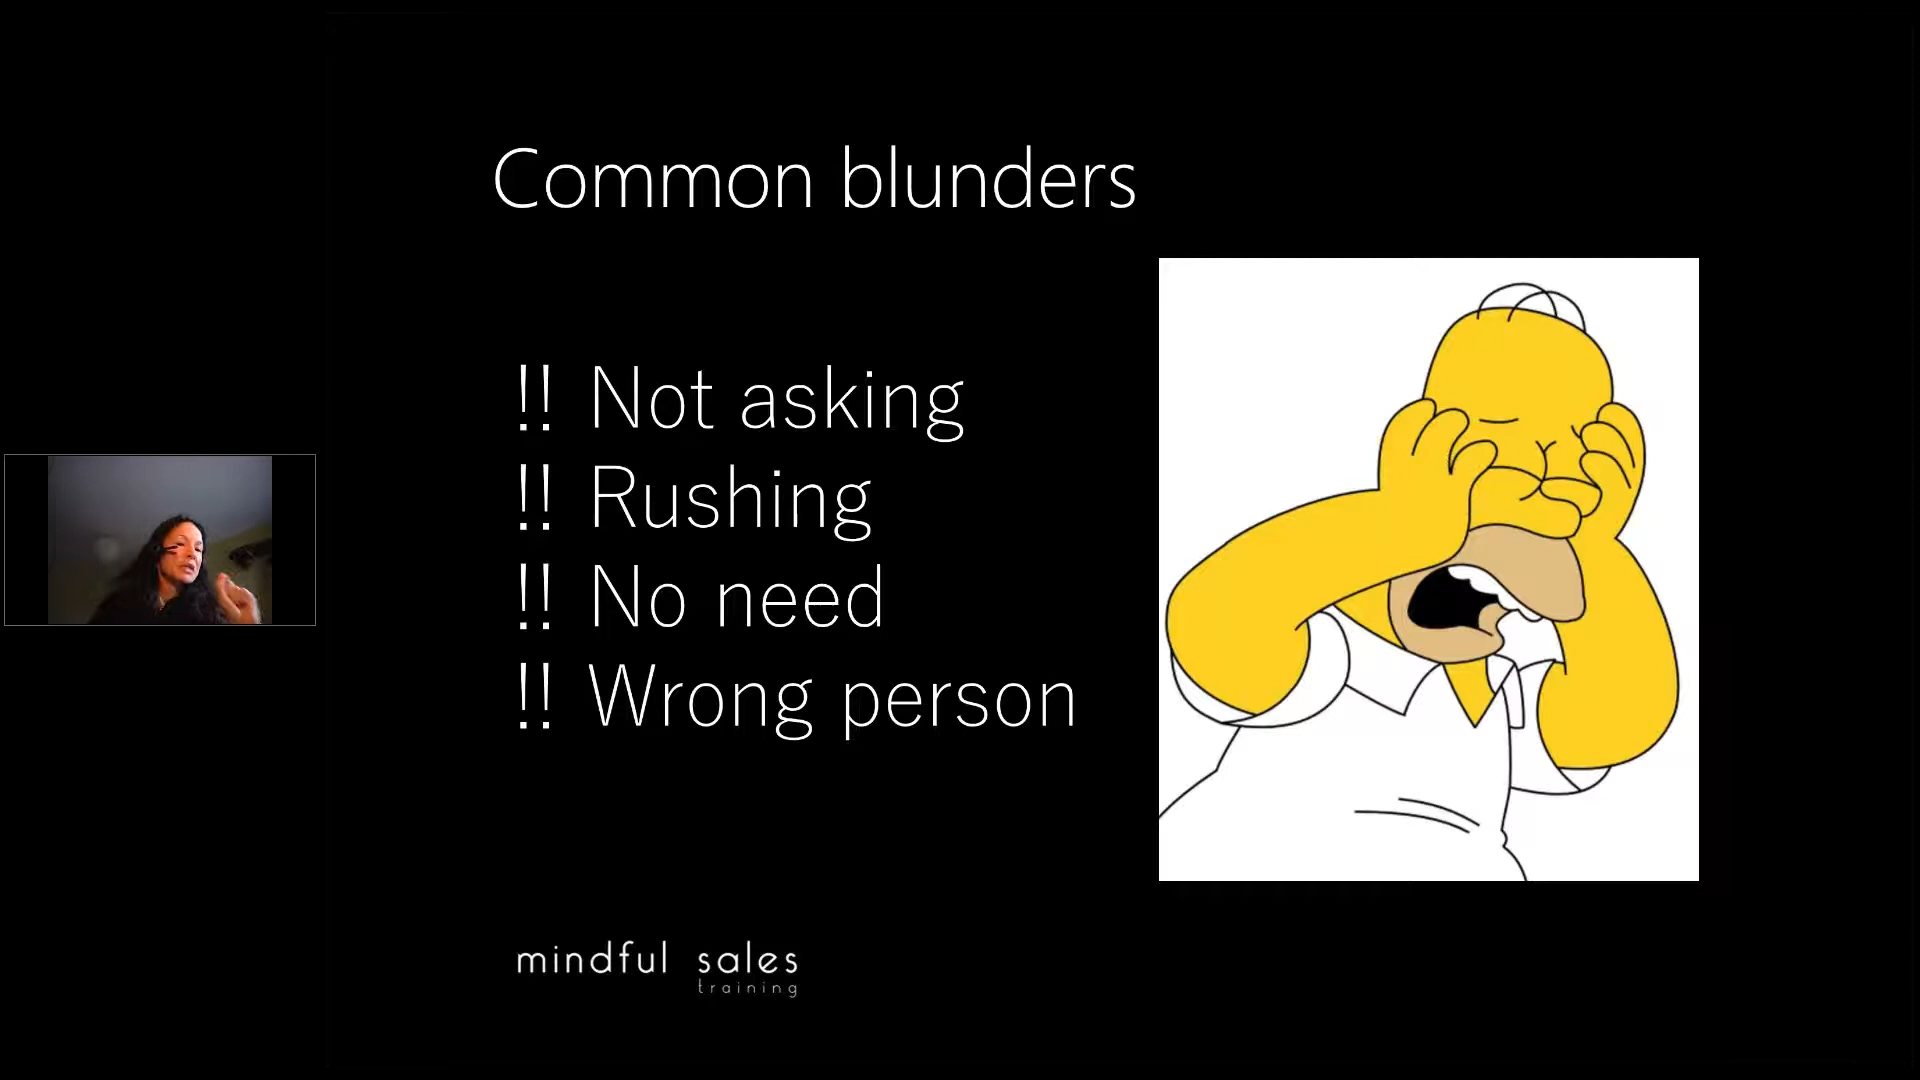 Common blunders
!! Not asking
!! Rushing
!! No need
!! Wrong person
mindful sales
training